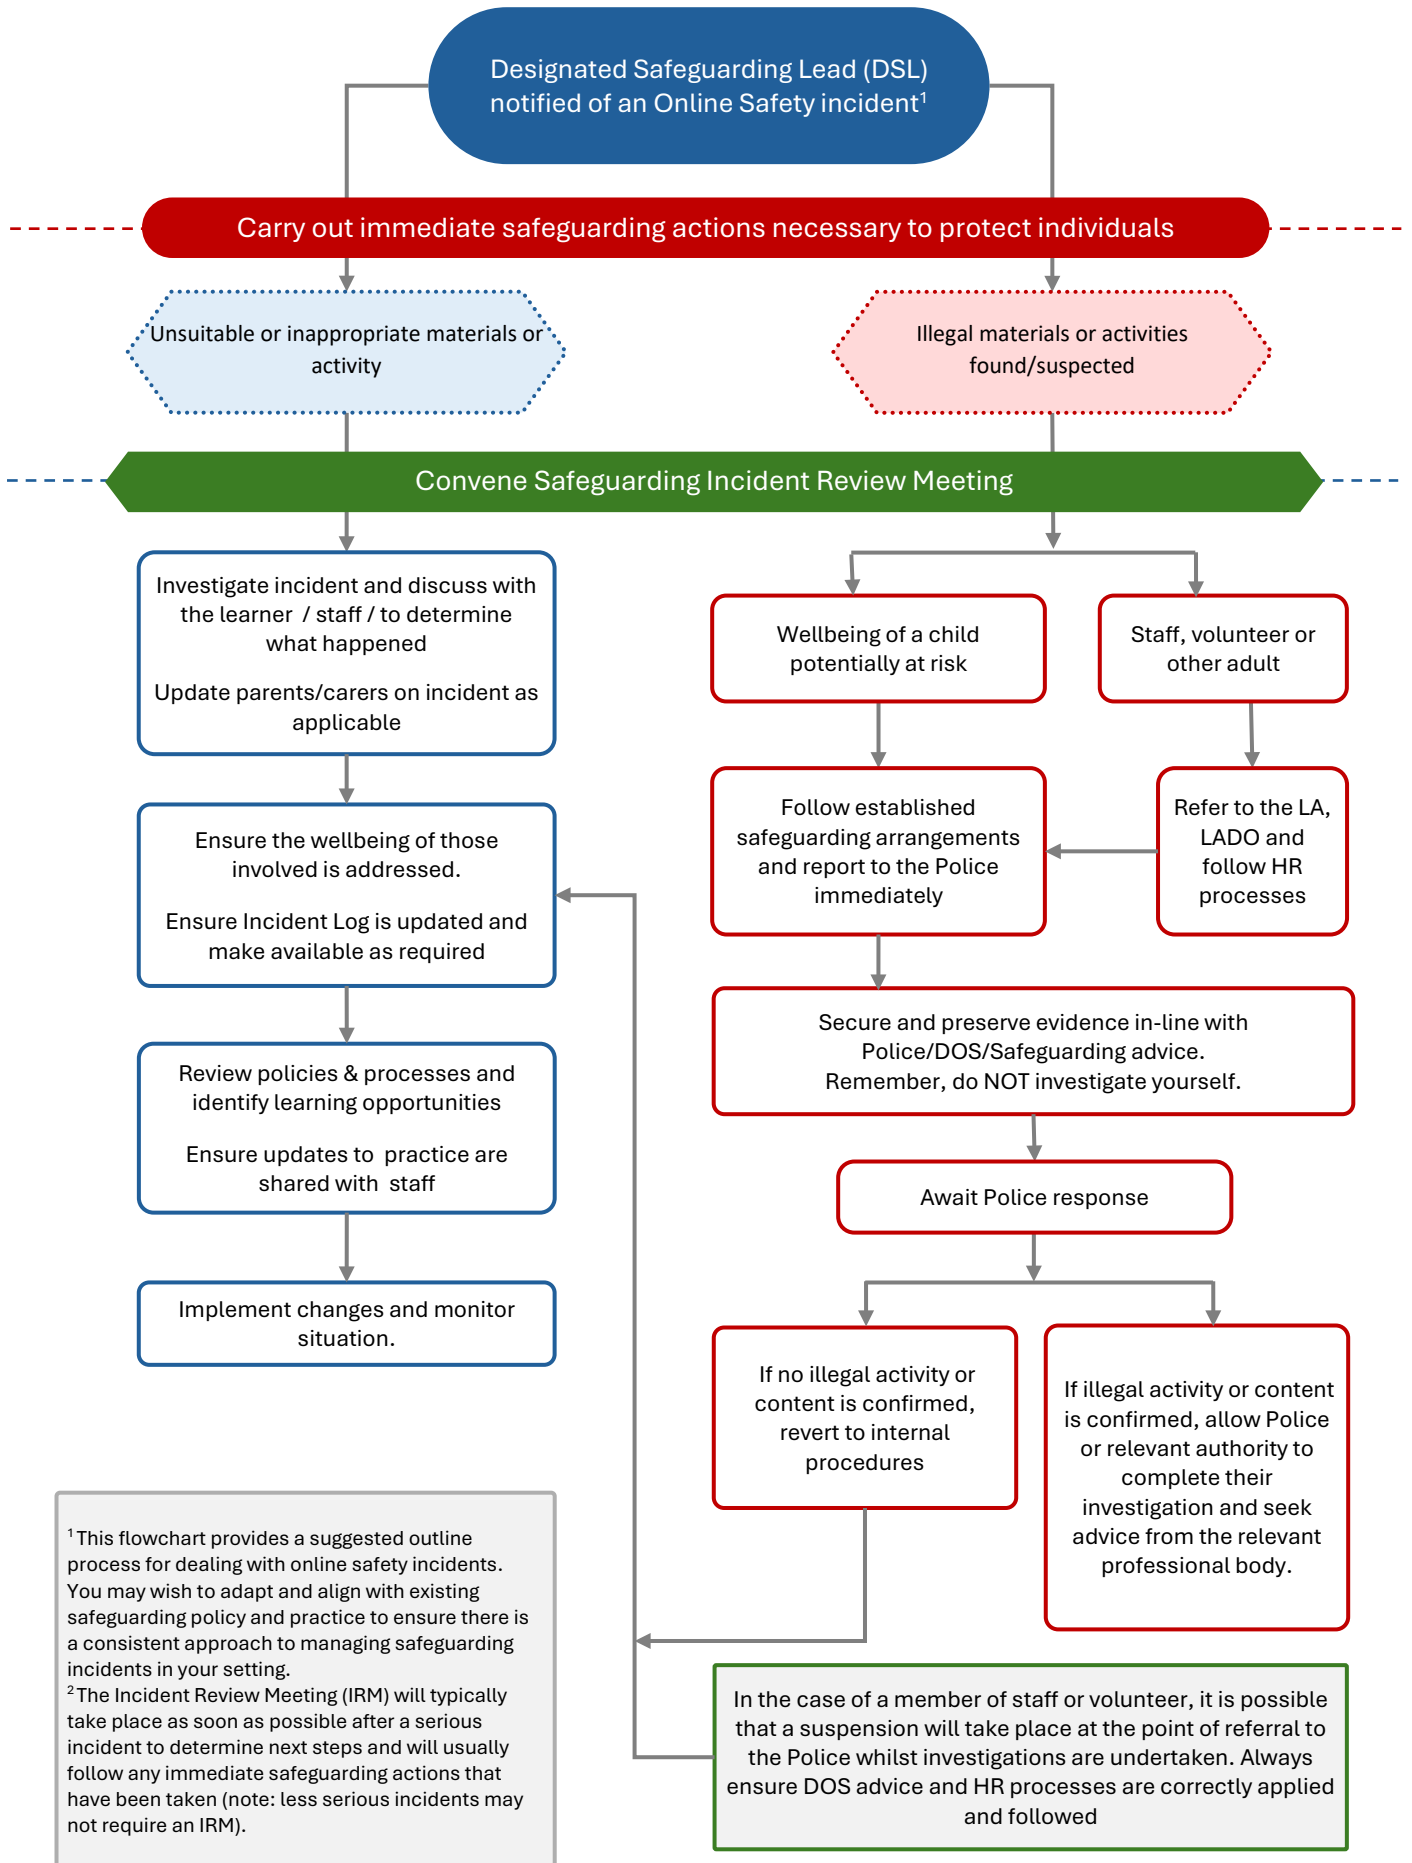 Designated Safeguarding Lead (DSL)
notified of an Online Safety incident¹
Carry out immediate safeguarding actions necessary to protect individuals
Unsuitable or inappropriate materials or
activity
Illegal materials or activities
found/suspected
Convene Safeguarding Incident Review Meeting
Investigate incident and discuss with
the learner / staff / to determine
what happened
Update parents/carers on incident as
applicable
Ensure the wellbeing of those
involved is addressed.
Ensure Incident Log is updated and
make available as required
Review policies & processes and
identify learning opportunities
Ensure updates to practice are
shared with staff
Implement changes and monitor
situation.
Wellbeing of a child
potentially at risk
Staff, volunteer or
other adult
Follow established
safeguarding arrangements
and report to the Police
immediately
Refer to the LA,
LADO and
follow HR
processes
Secure and preserve evidence in-line with
Police/DOS/Safeguarding advice.
Remember, do NOT investigate yourself.
Await Police response
If no illegal activity or
content is confirmed,
revert to internal
procedures
If illegal activity or content
is confirmed, allow Police
or relevant authority to
complete their
investigation and seek
advice from the relevant
professional body.
¹ This flowchart provides a suggested outline
process for dealing with online safety incidents.
You may wish to adapt and align with existing
safeguarding policy and practice to ensure there is
a consistent approach to managing safeguarding
incidents in your setting.
² The Incident Review Meeting (IRM) will typically
take place as soon as possible after a serious
incident to determine next steps and will usually
follow any immediate safeguarding actions that
have been taken (note: less serious incidents may
not require an IRM).
In the case of a member of staff or volunteer, it is possible
that a suspension will take place at the point of referral to
the Police whilst investigations are undertaken. Always
ensure DOS advice and HR processes are correctly applied
and followed